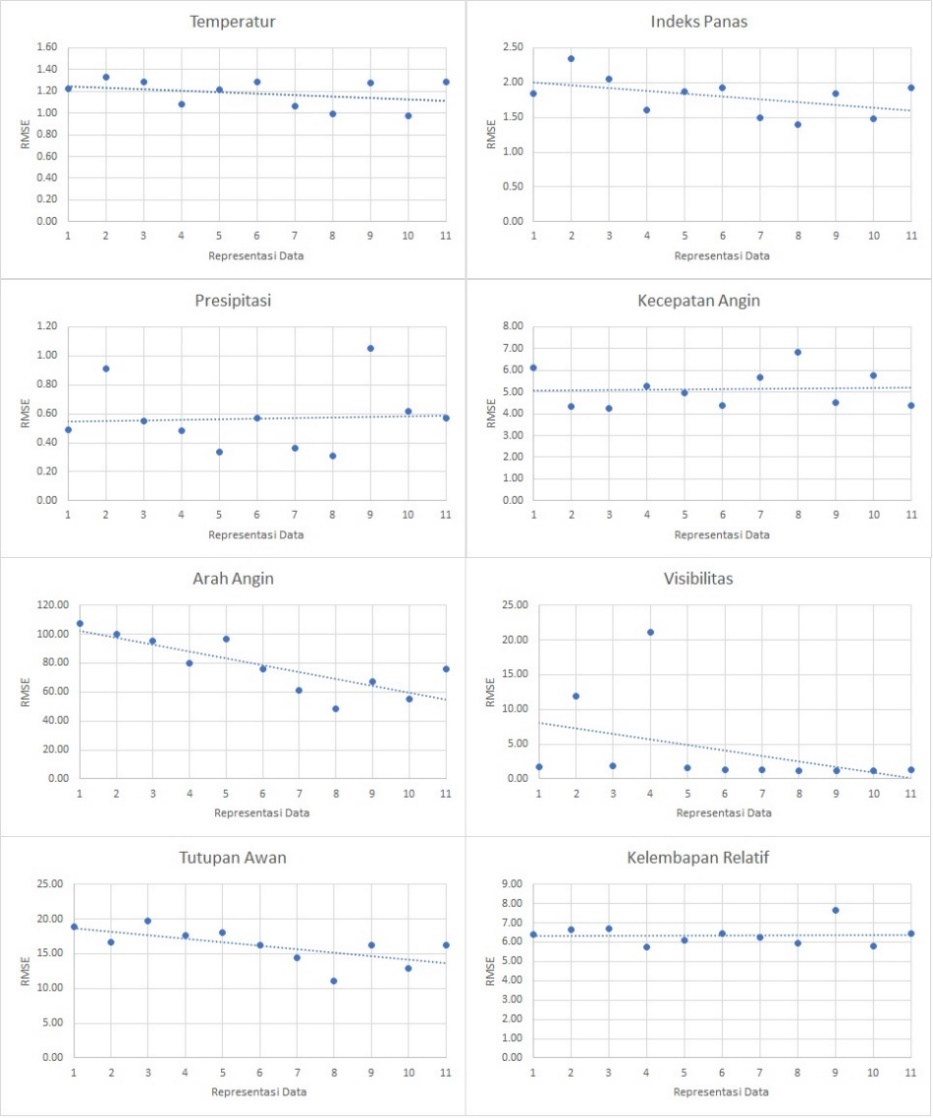 Temperatur
1.60
1.40
1.20
1.00
0.80
0.60
0.40
0.20
0.00
RMSE
1 2 3 4 5 6 7 8 9 10 11
Representasi Data
Indeks Panas
2.50
2.00
1.50
1.00
0.50
0.00
RMSE
1 2 3 4 5 6 7 8 9 10 11
Representasi Data
Presipitasi
1.20
1.00
0.80
0.60
0.40
0.20
0.00
RMSE
1 2 3 4 5 6 7 8 9 10 11
Representasi Data
Kecepatan Angin
8.00
7.00
6.00
5.00
4.00
3.00
2.00
1.00
0.00
RMSE
1 2 3 4 5 6 7 8 9 10 11
Representasi Data
Arah Angin
120.00
100.00
80.00
60.00
40.00
20.00
0.00
RMSE
1 2 3 4 5 6 7 8 9 10 11
Representasi Data
Visibilitas
25.00
20.00
15.00
10.00
5.00
0.00
RMSE
1 2 3 4 5 6 7 8 9 10 11
Representasi Data
Tutupan Awan
25.00
20.00
15.00
10.00
5.00
0.00
RMSE
1 2 3 4 5 6 7 8 9 10 11
Representasi Data
Kelembapan Relatif
9.00
8.00
7.00
6.00
5.00
4.00
3.00
2.00
1.00
0.00
RMSE
1 2 3 4 5 6 7 8 9 10 11
Representasi Data